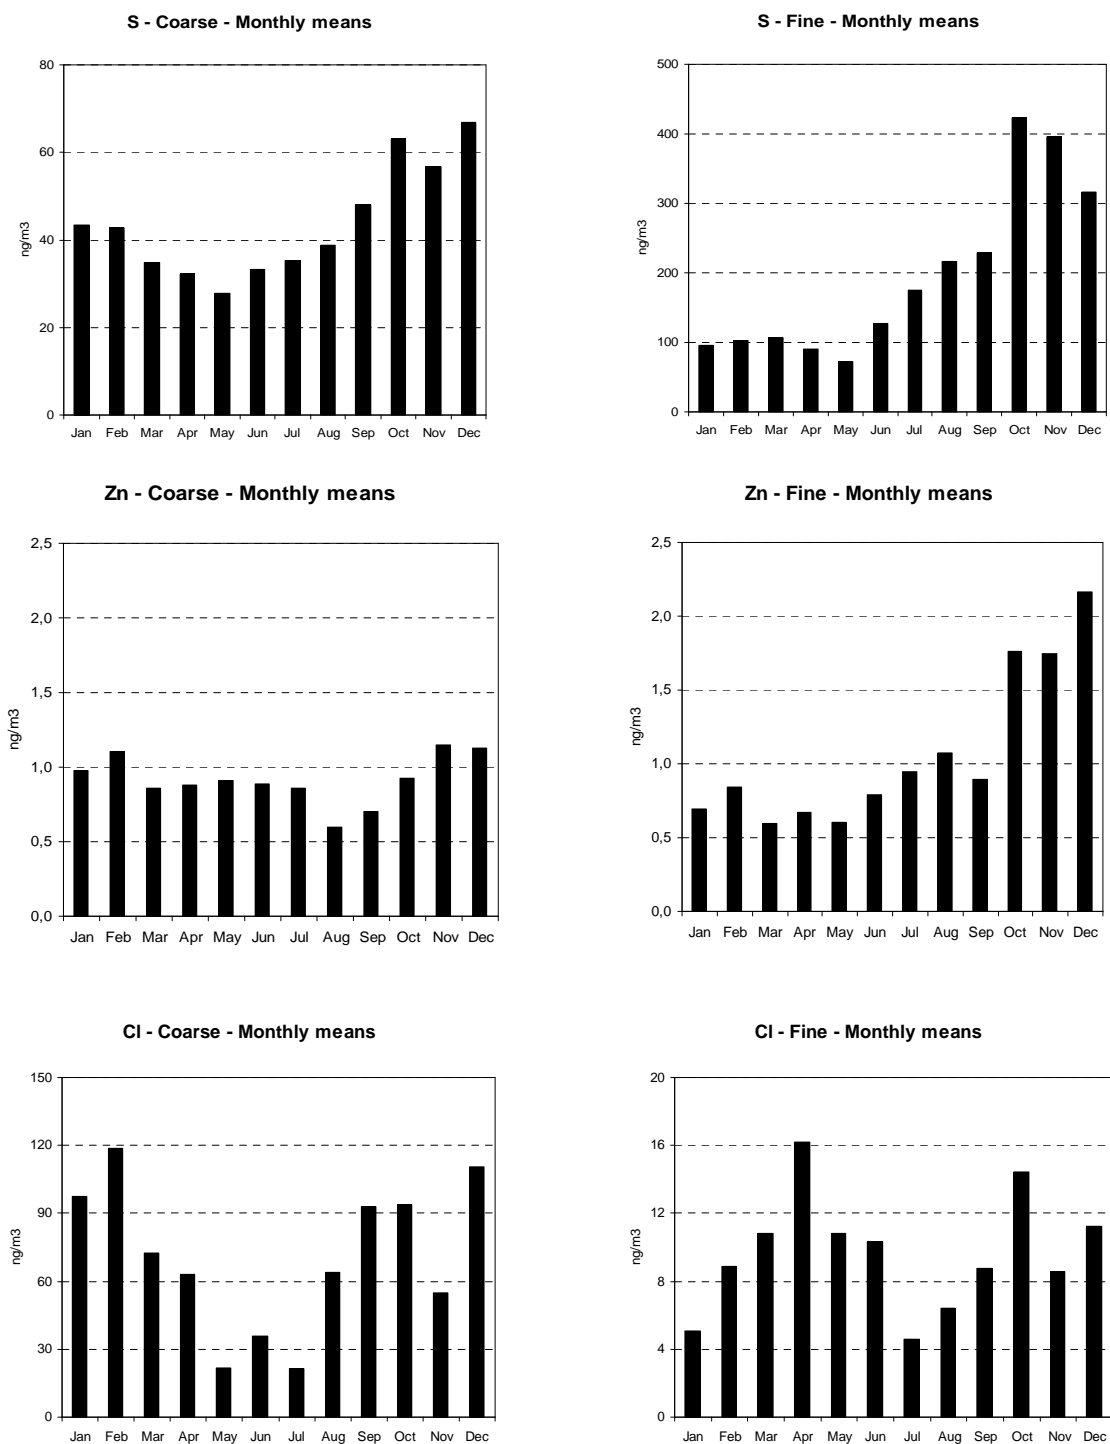 S - Coarse - Monthly means
80
60
40
20
0
ng/m3
Jan Feb Mar Apr May Jun Jul Aug Sep Oct Nov Dec
S - Fine - Monthly means
500
400
300
200
100
0
ng/m3
Jan Feb Mar Apr May Jun Jul Aug Sep Oct Nov Dec
Zn - Coarse - Monthly means
2,5
2,0
1,5
1,0
0,5
0,0
ng/m3
Jan Feb Mar Apr May Jun Jul Aug Sep Oct Nov Dec
Zn - Fine - Monthly means
2,5
2,0
1,5
1,0
0,5
0,0
ng/m3
Jan Feb Mar Apr May Jun Jul Aug Sep Oct Nov Dec
Cl - Coarse - Monthly means
150
120
90
60
30
0
ng/m3
Jan Feb Mar Apr May Jun Jul Aug Sep Oct Nov Dec
Cl - Fine - Monthly means
20
16
12
8
4
0
ng/m3
Jan Feb Mar Apr May Jun Jul Aug Sep Oct Nov Dec